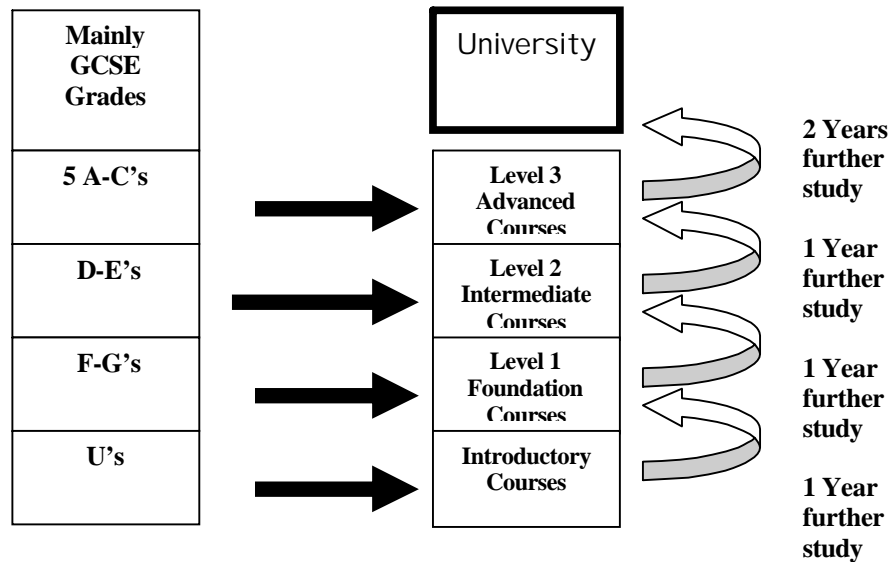 Mainly
GCSE
Grades
University
2 Years
further
study
5 A-C’s
Level 3
Advanced
Courses
1 Year
further
study
D-E’s
Level 2
Intermediate
Courses
1 Year
further
study
F-G’s
Level 1
Foundation
Courses
1 Year
further
study
U’s
Introductory
Courses